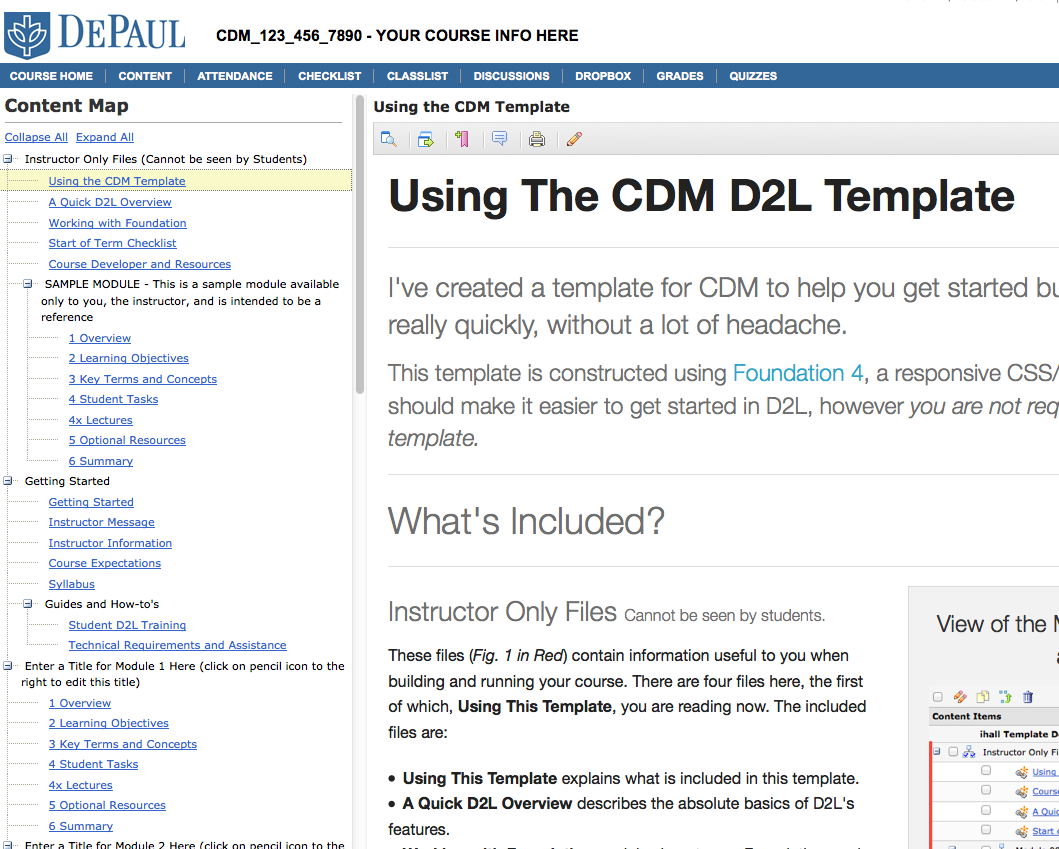 DEPAUL
CDM_123_456_7890 - YOUR COURSE INFO HERE
COURSE HOME
CONTENT
ATTENDANCE
CHECKLIST
CLASSLIST
DISCUSSIONS
DROPBOX
GRADES
QUIZZES
Content Map
Collapse All Expand All
Instructor Only Files (Cannot be seen by Students)
Using the CDM Template
A Quick D2L Overview
Working with Foundation
Start of Term Checklist
Course Developer and Resources
SAMPLE MODULE - This is a sample module available
only to you, the instructor, and is intended to be a
reference
1 Overview
2 Learning Objectives
3 Key Terms and Concepts
4 Student Tasks
4x Lectures
5 Optional Resources
6 Summary
Getting Started
Getting Started
Instructor Message
Instructor Information
Course Expectations
Syllabus
Guides and How-to's
Student D2L Training
Technical Requirements and Assistance
Enter a Title for Module 1 Here (click on pencil icon to the
right to edit this title)
1 Overview
2 Learning Objectives
3 Key Terms and Concepts
4 Student Tasks
4x Lectures
5 Optional Resources
6 Summary
Enter a Title for Module 2 Here (click on pencil icon to the
Using the CDM Template
Using The CDM D2L Template
I've created a template for CDM to help you get started bu
really quickly, without a lot of headache.
This template is constructed using Foundation 4, a responsive CSS/
should make it easier to get started in D2L, however you are not req
template.
What's Included?
Instructor Only Files Cannot be seen by students.
These files (Fig. 1 in Red) contain information useful to you when
building and running your course. There are four files here, the first
of which, Using This Template, you are reading now. The included
files are:
• Using This Template explains what is included in this template.
• A Quick D2L Overview describes the absolute basics of D2L's
features.
View of the M
Content Items
ihall Template De
Instructor Only Fi
Using
Course
A Quic
Start